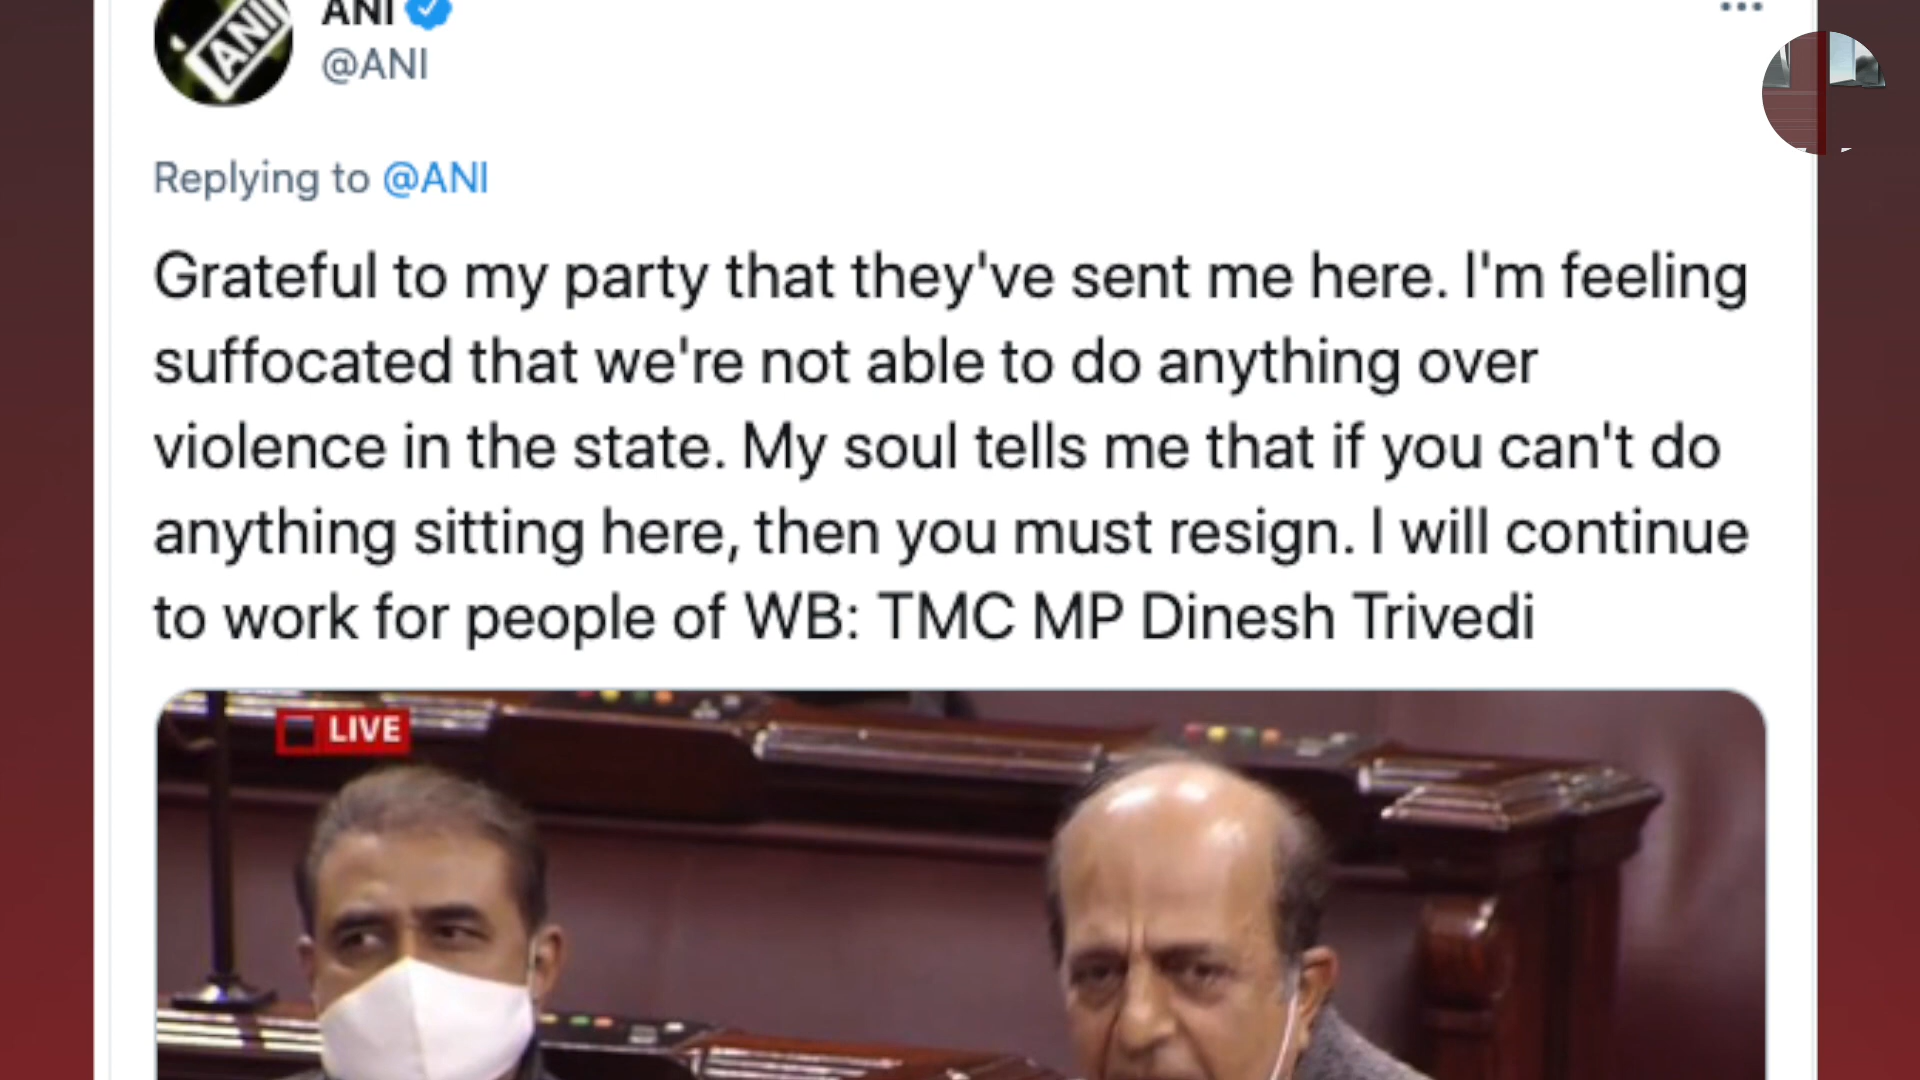 ANI
ANI
@ANI
Replying to @ANI
Grateful to my party that they've sent me here. I'm feeling
suffocated that we're not able to do anything over
violence in the state. My soul tells me that if you can't do
anything sitting here, then you must resign. I will continue
to work for people of WB: TMC MP Dinesh Trivedi
LIVE